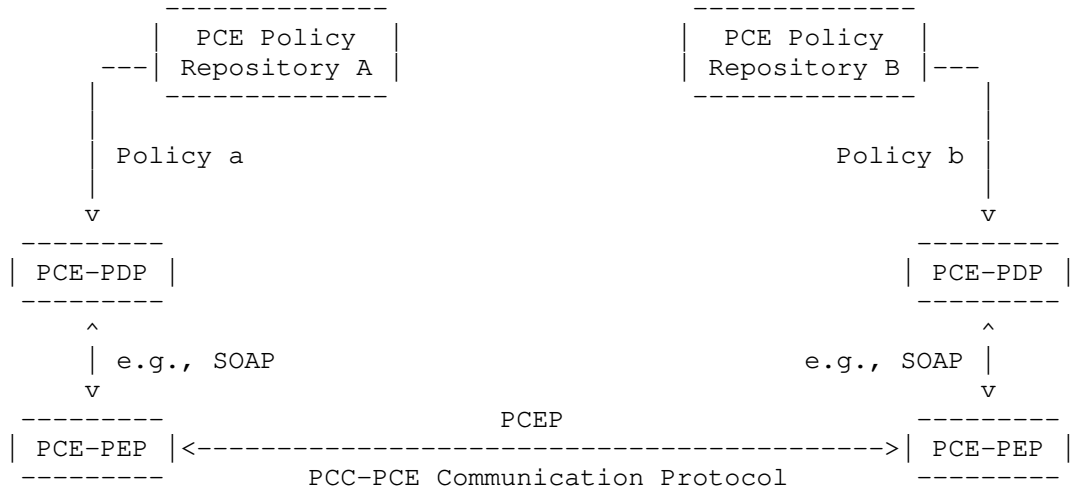 PCE Policy PCE Policy
Repository A Repository B
Policy a Policy b
PCE-PDP PCE-PDP
e.g., SOAP e.g., SOAP
PCEP
PCE-PEP PCE-PEP
PCC-PCE Communication Protocol